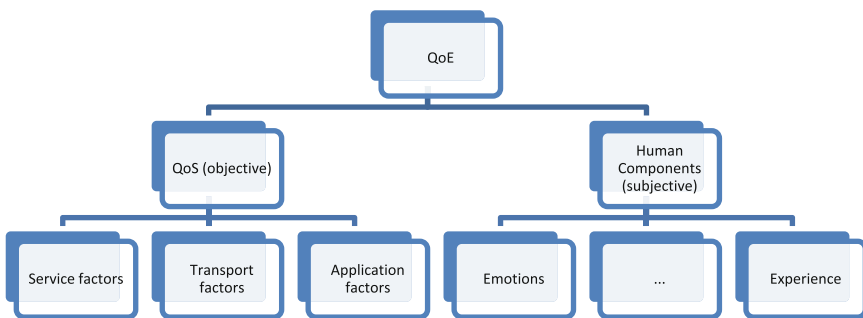 QoE
QoS (objective)
Human
Components
(subjective)
Service factors
Transport
factors
Application
factors
Emotions
...
Experience